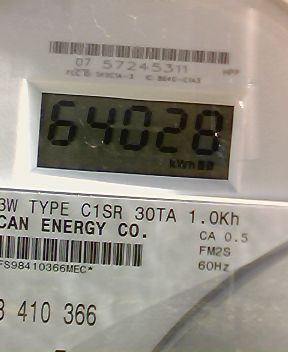 07 57245311 HPP
64028
kWh
3W TYPE C1SR 30TA 1.0Kh
CAN ENERGY CO. CA 0.5
FM2S
FS98410366MEC* 60Hz
410 366